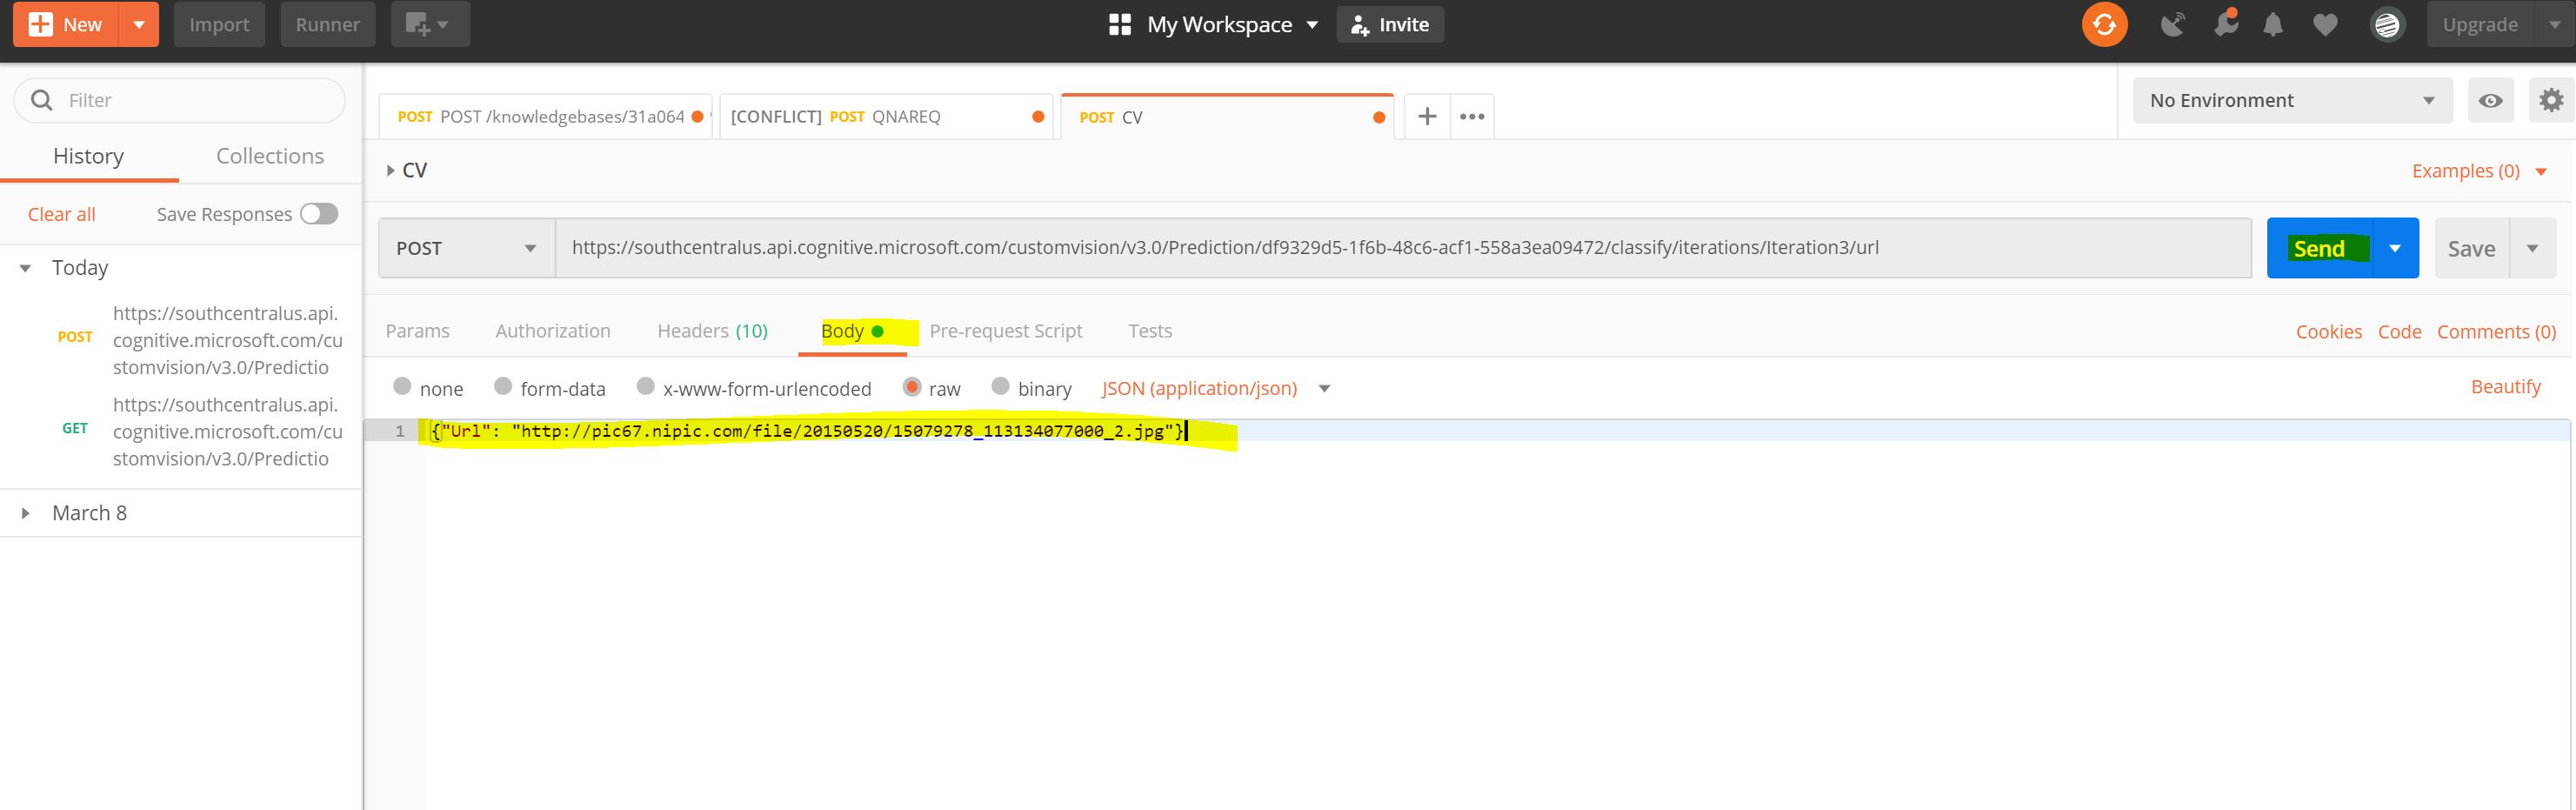 New Import Runner My Workspace Invite Upgrade
Filter
POST POST /knowledgebases/31a064 [CONFLICT] POST QNAREQ POST CV No Environment
History Collections
CV Examples (0)
Clear all Save Responses
POST https://southcentralus.api.cognitive.microsoft.com/customvision/v3.0/Prediction/df9329d5-1f6b-48c6-acf1-558a3ea09472/classify/iterations/Iteration3/url Send Save
Today
POST https://southcentralus.api.
cognitive.microsoft.com/cu
stomvision/v3.0/Predictio
GET https://southcentralus.api.
cognitive.microsoft.com/cu
stomvision/v3.0/Predictio
March 8
Params Authorization Headers (10) Body Pre-request Script Tests Cookies Code Comments (0)
none form-data x-www-form-urlencoded raw binary JSON (application/json) Beautify
1 {"Url": "http://pic67.nipic.com/file/20150520/15079278_113134077000_2.jpg"}